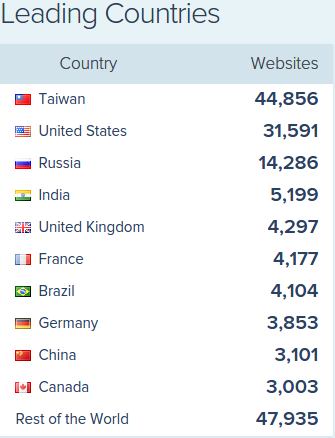 Leading Countries
Country Websites
Taiwan 44,856
United States 31,591
Russia 14,286
India 5,199
United Kingdom 4,297
France 4,177
Brazil 4,104
Germany 3,853
China 3,101
Canada 3,003
Rest of the World 47,935